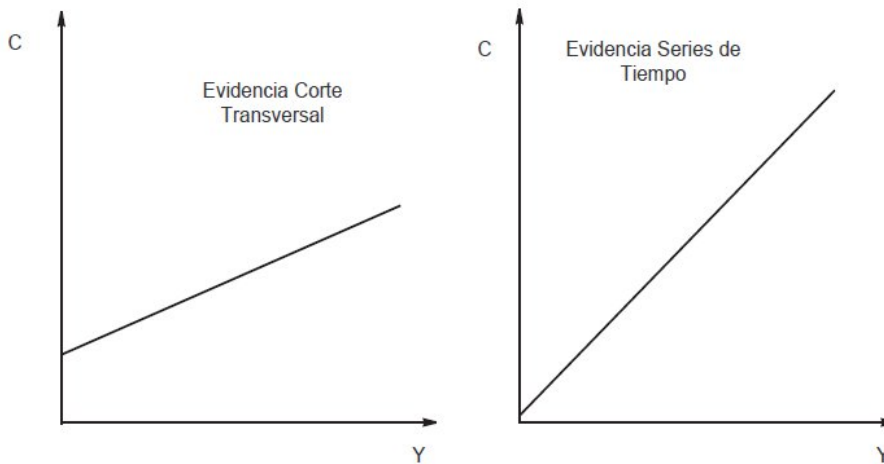 C
Evidencia Corte
Transversal
Y
C
Evidencia Series de
Tiempo
Y